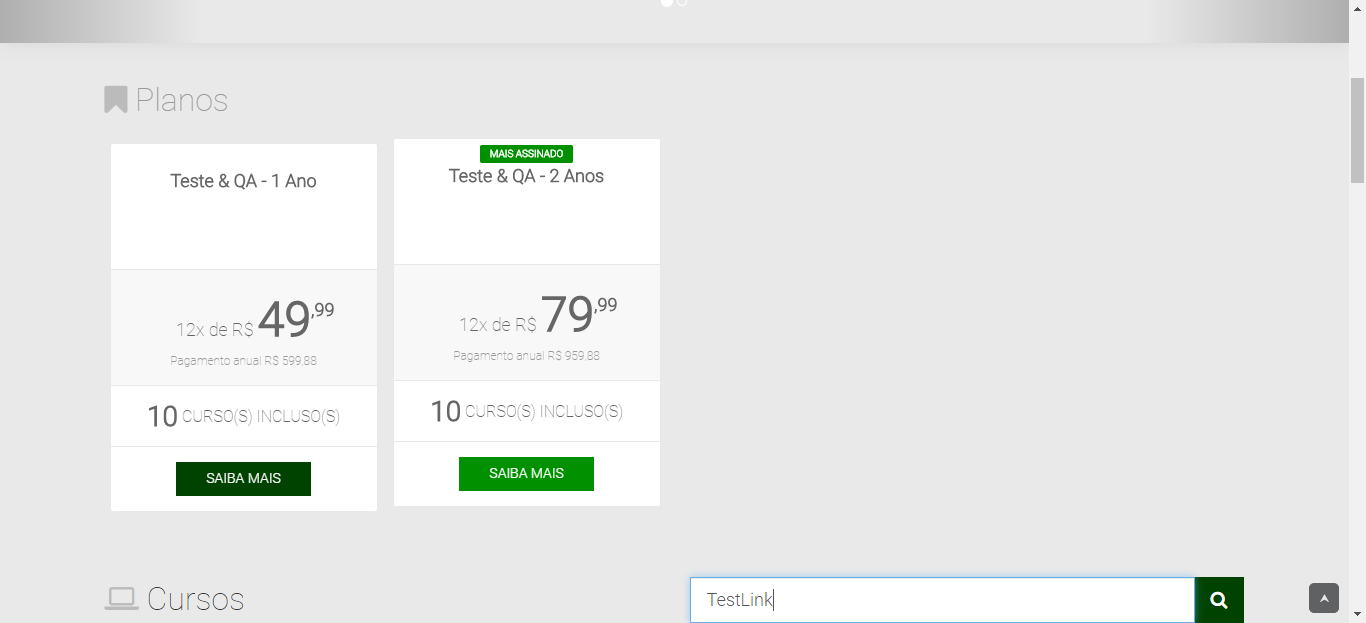 Planos
Teste & QA - 1 Ano
12x de R$ 49,99
Pagamento anual R$ 599,88
10 CURSO(S) INCLUSO(S)
SAIBA MAIS
MAIS ASSINADO
Teste & QA - 2 Anos
12x de R$ 79,99
Pagamento anual R$ 959,88
10 CURSO(S) INCLUSO(S)
SAIBA MAIS
Cursos
TestLink